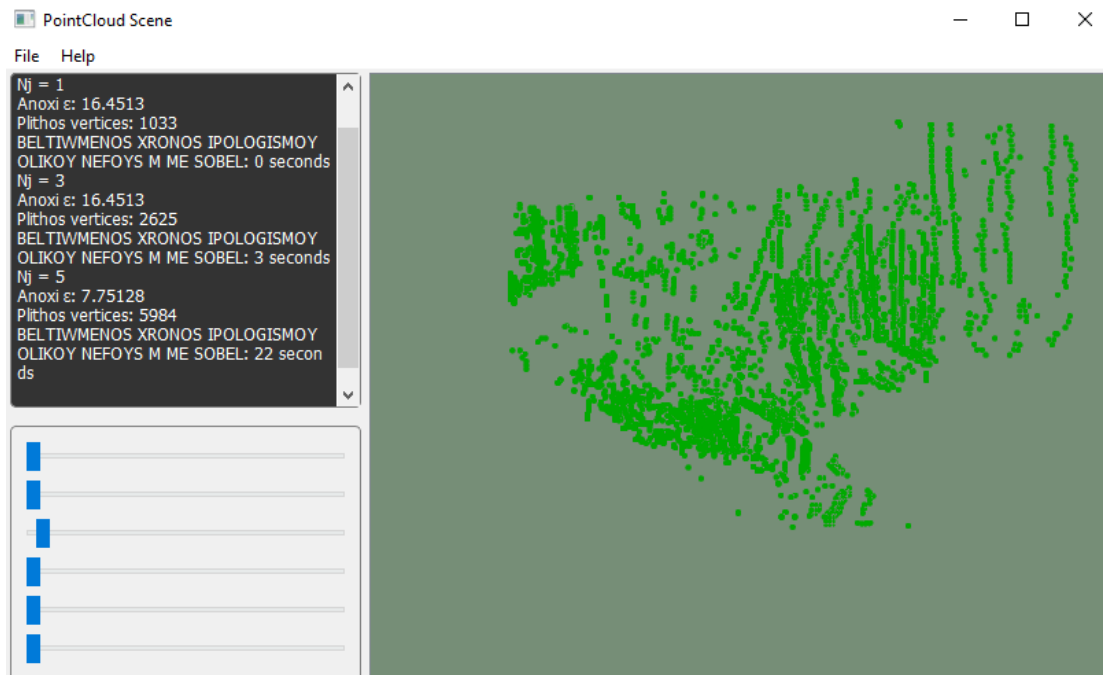 PointCloud Scene
File Help
Nj = 1
Anoxi ε: 16.4513
Plithos vertices: 1033
BELTIWMENOS XRONOS IPOLOGISMOY
OLIKOY NEFOYS M ME SOBEL: 0 seconds
Nj = 3
Anoxi ε: 16.4513
Plithos vertices: 2625
BELTIWMENOS XRONOS IPOLOGISMOY
OLIKOY NEFOYS M ME SOBEL: 3 seconds
Nj = 5
Anoxi ε: 7.75128
Plithos vertices: 5984
BELTIWMENOS XRONOS IPOLOGISMOY
OLIKOY NEFOYS M ME SOBEL: 22 secon
ds